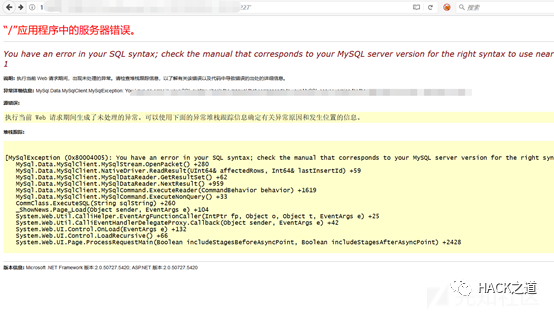 搜索
“/”应用程序中的服务器错误。
You have an error in your SQL syntax; check the manual that corresponds to your MySQL server version for the right syntax to use near
1
说明: 执行当前 Web 请求期间，出现未处理的异常。请检查堆栈跟踪信息，以了解有关该错误以及代码中导致错误的出处的详细信息。
异常详细信息: MySql.Data.MySqlClient.MySqlException: You
源错误:
执行当前 Web 请求期间生成了未处理的异常。可以使用下面的异常堆栈跟踪信息确定有关异常原因和发生位置的信息。
堆栈跟踪:
[MySqlException (0x80004005): You have an error in your SQL syntax; check the manual that corresponds to your MySQL server version for the right syn
MySql.Data.MySqlClient.MySqlStream.OpenPacket() +280
MySql.Data.MySqlClient.NativeDriver.ReadResult(UInt64& affectedRows, Int64& lastInsertId) +59
MySql.Data.MySqlClient.MySqlDataReader.GetResultSet() +62
MySql.Data.MySqlClient.MySqlDataReader.NextResult() +959
MySql.Data.MySqlClient.MySqlCommand.ExecuteReader(CommandBehavior behavior) +1619
MySql.Data.MySqlClient.MySqlCommand.ExecuteNonQuery() +33
CommClass.ExecuteSQL(String sqlString) +260
_ShowNews.Page_Load(Object sender, EventArgs e) +104
System.Web.Util.CalliHelper.EventArgFunctionCaller(IntPtr fp, Object o, Object t, EventArgs e) +25
System.Web.Util.CalliEventHandlerDelegateProxy.Callback(Object sender, EventArgs e) +42
System.Web.UI.Control.OnLoad(EventArgs e) +132
System.Web.UI.Control.LoadRecursive() +66
System.Web.UI.Page.ProcessRequestMain(Boolean includeStagesBeforeAsyncPoint, Boolean includeStagesAfterAsyncPoint) +2428
版本信息: Microsoft .NET Framework 版本:2.0.50727.5420; ASP.NET 版本:2.0.50727.5420
HACK之道